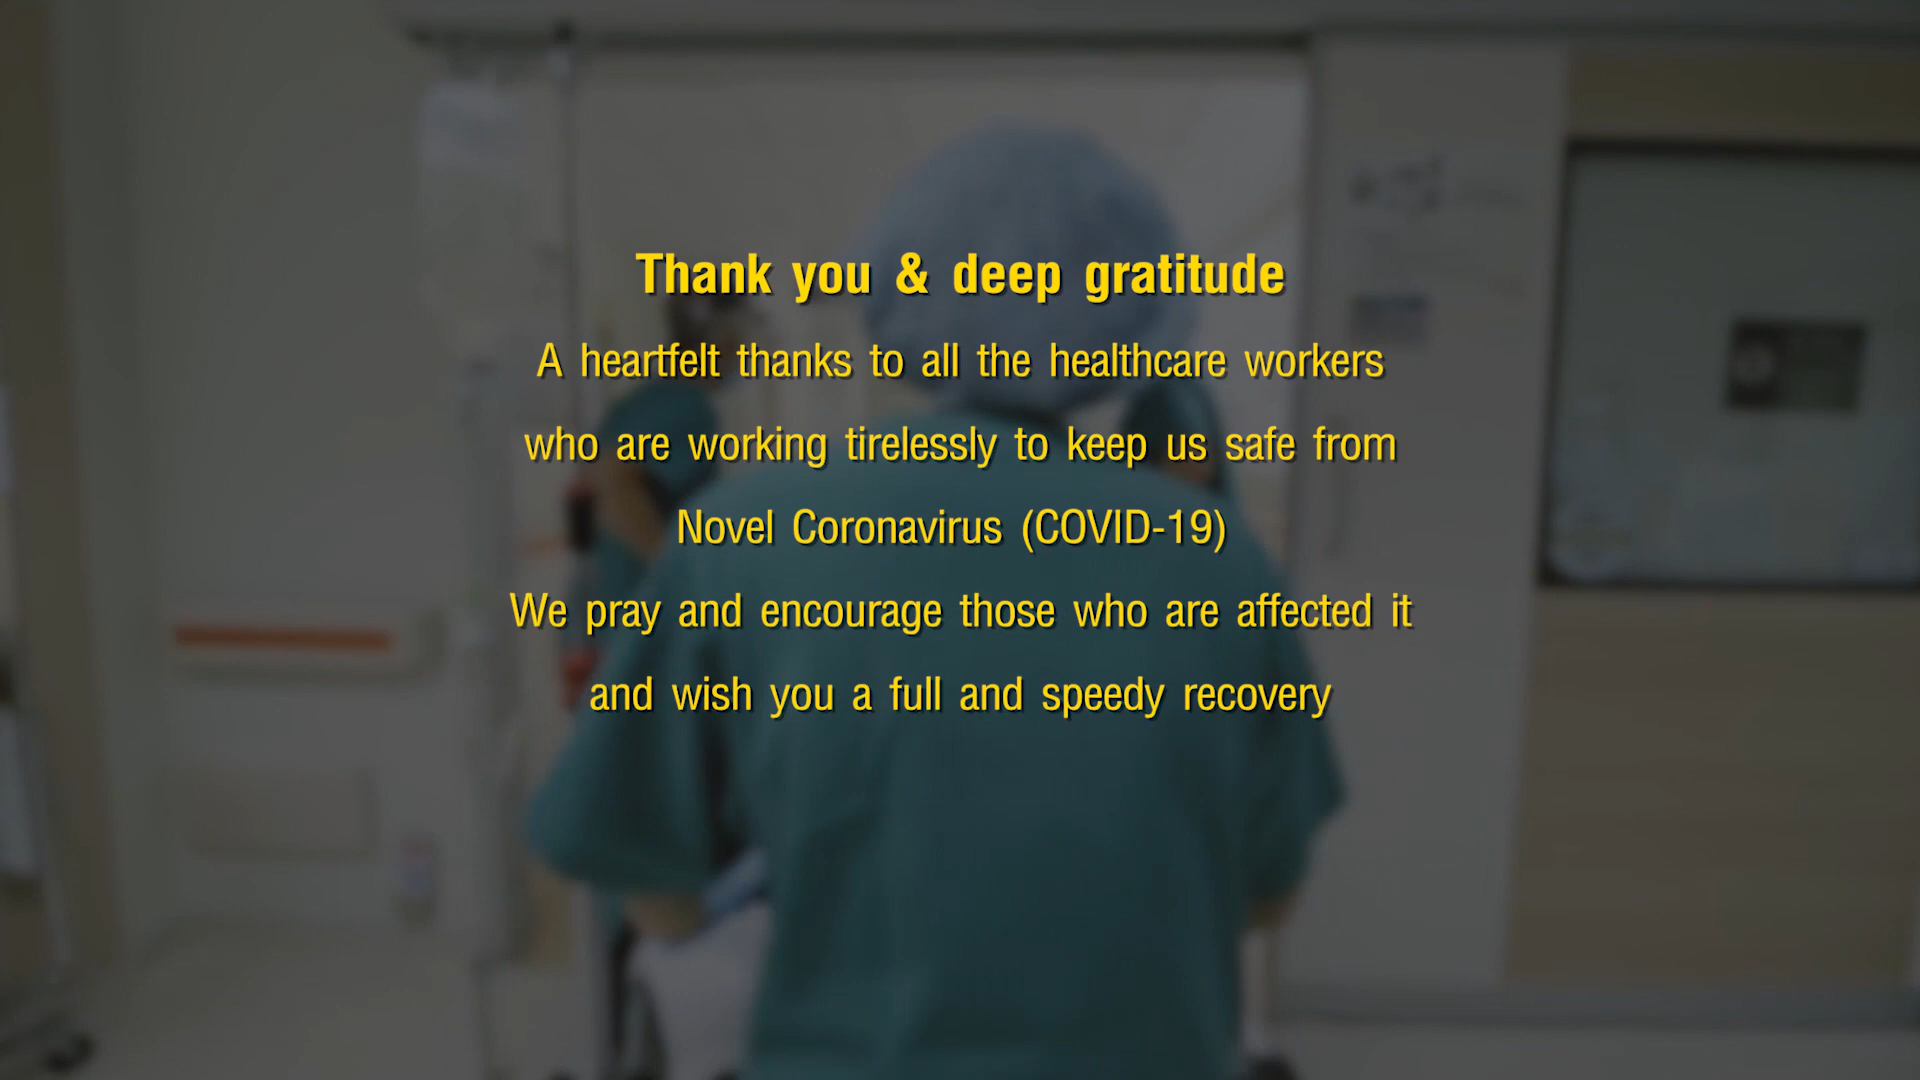 Thank you & deep gratitude
A heartfelt thanks to all the healthcare workers
who are working tirelessly to keep us safe from
Novel Coronavirus (COVID-19)
We pray and encourage those who are affected it
and wish you a full and speedy recovery